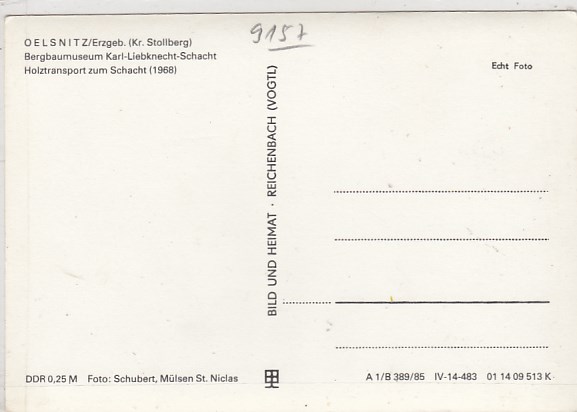 OELSNITZ/Erzgeb. (Kr. Stollberg)
Bergbaumuseum Karl-Liebknecht-Schacht
Holztransport zum Schacht (1968)
9157
Echt Foto
BILD UND HEIMAT · REICHENBACH (VOGTL)
DDR 0,25 M Foto: Schubert, Mülsen St. Niclas
A 1/B 389/85 IV-14-483 01 14 09 513 K